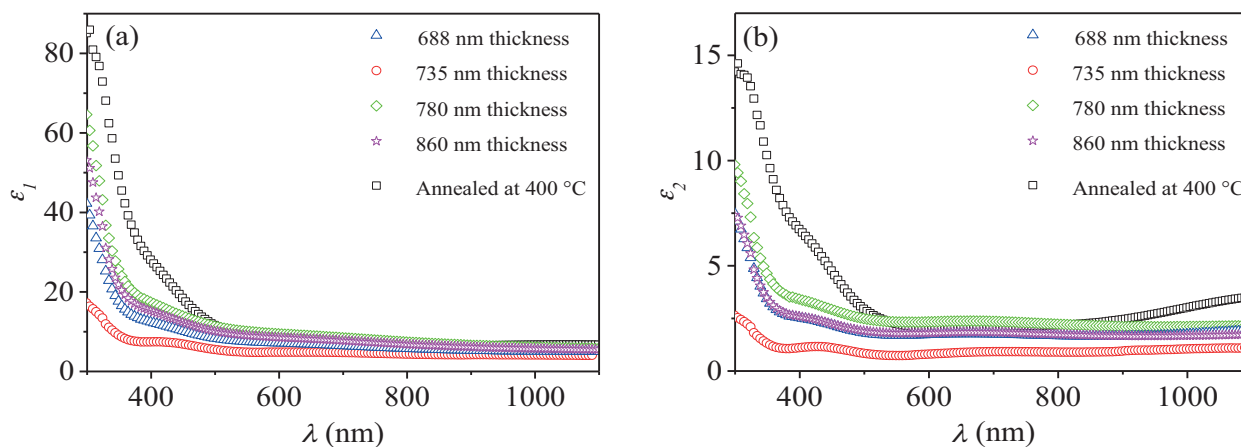 (a)
688 nm thickness
735 nm thickness
780 nm thickness
860 nm thickness
Annealed at 400 °C
80
60
40
20
0
ε1
400 600 800 1000
λ (nm)
(b)
688 nm thickness
735 nm thickness
780 nm thickness
860 nm thickness
Annealed at 400 °C
15
10
5
0
ε2
400 600 800 1000
λ (nm)